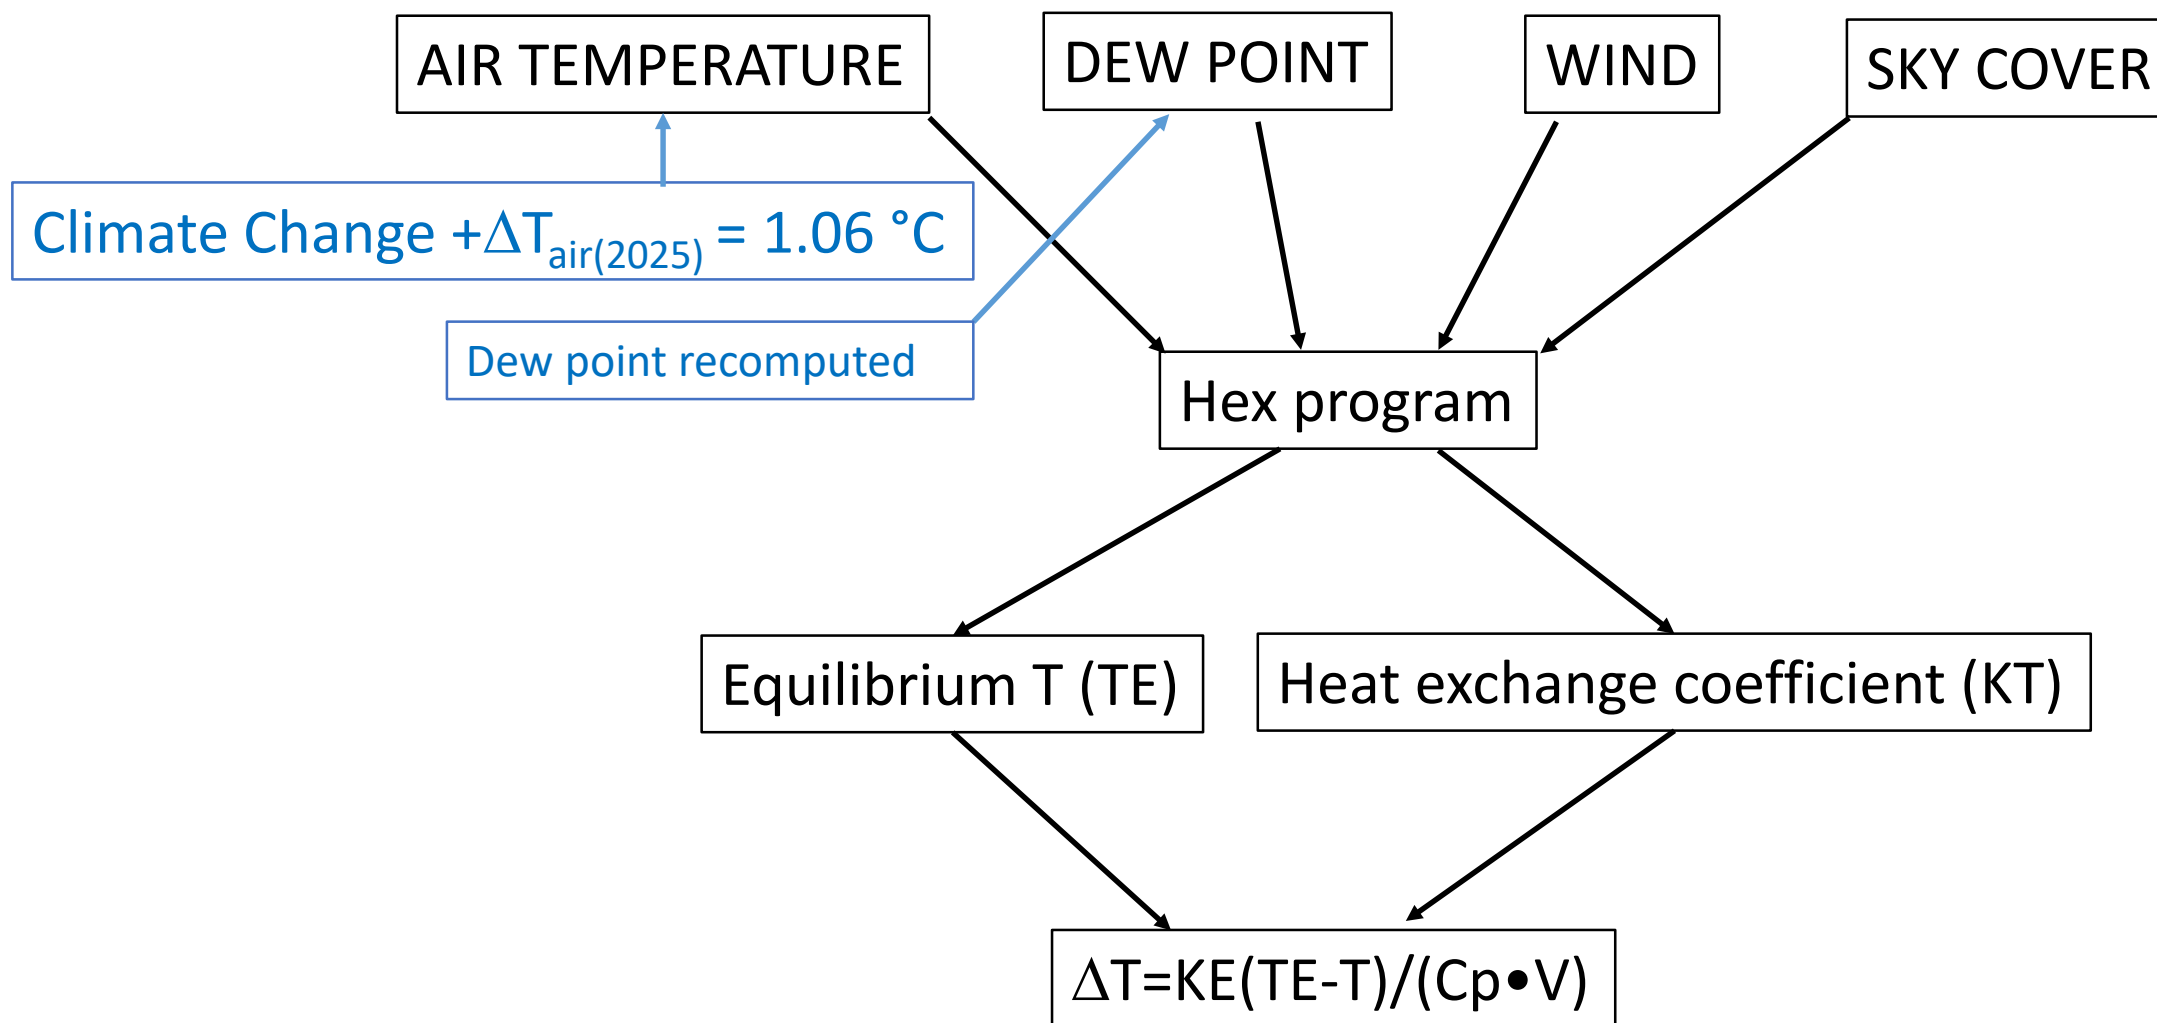 AIR TEMPERATURE
DEW POINT
WIND
SKY COVER
Climate Change +ΔTair(2025) = 1.06 °C
Dew point recomputed
Hex program
Equilibrium T (TE)
Heat exchange coefficient (KT)
ΔT=KE(TE-T)/(Cp•V)